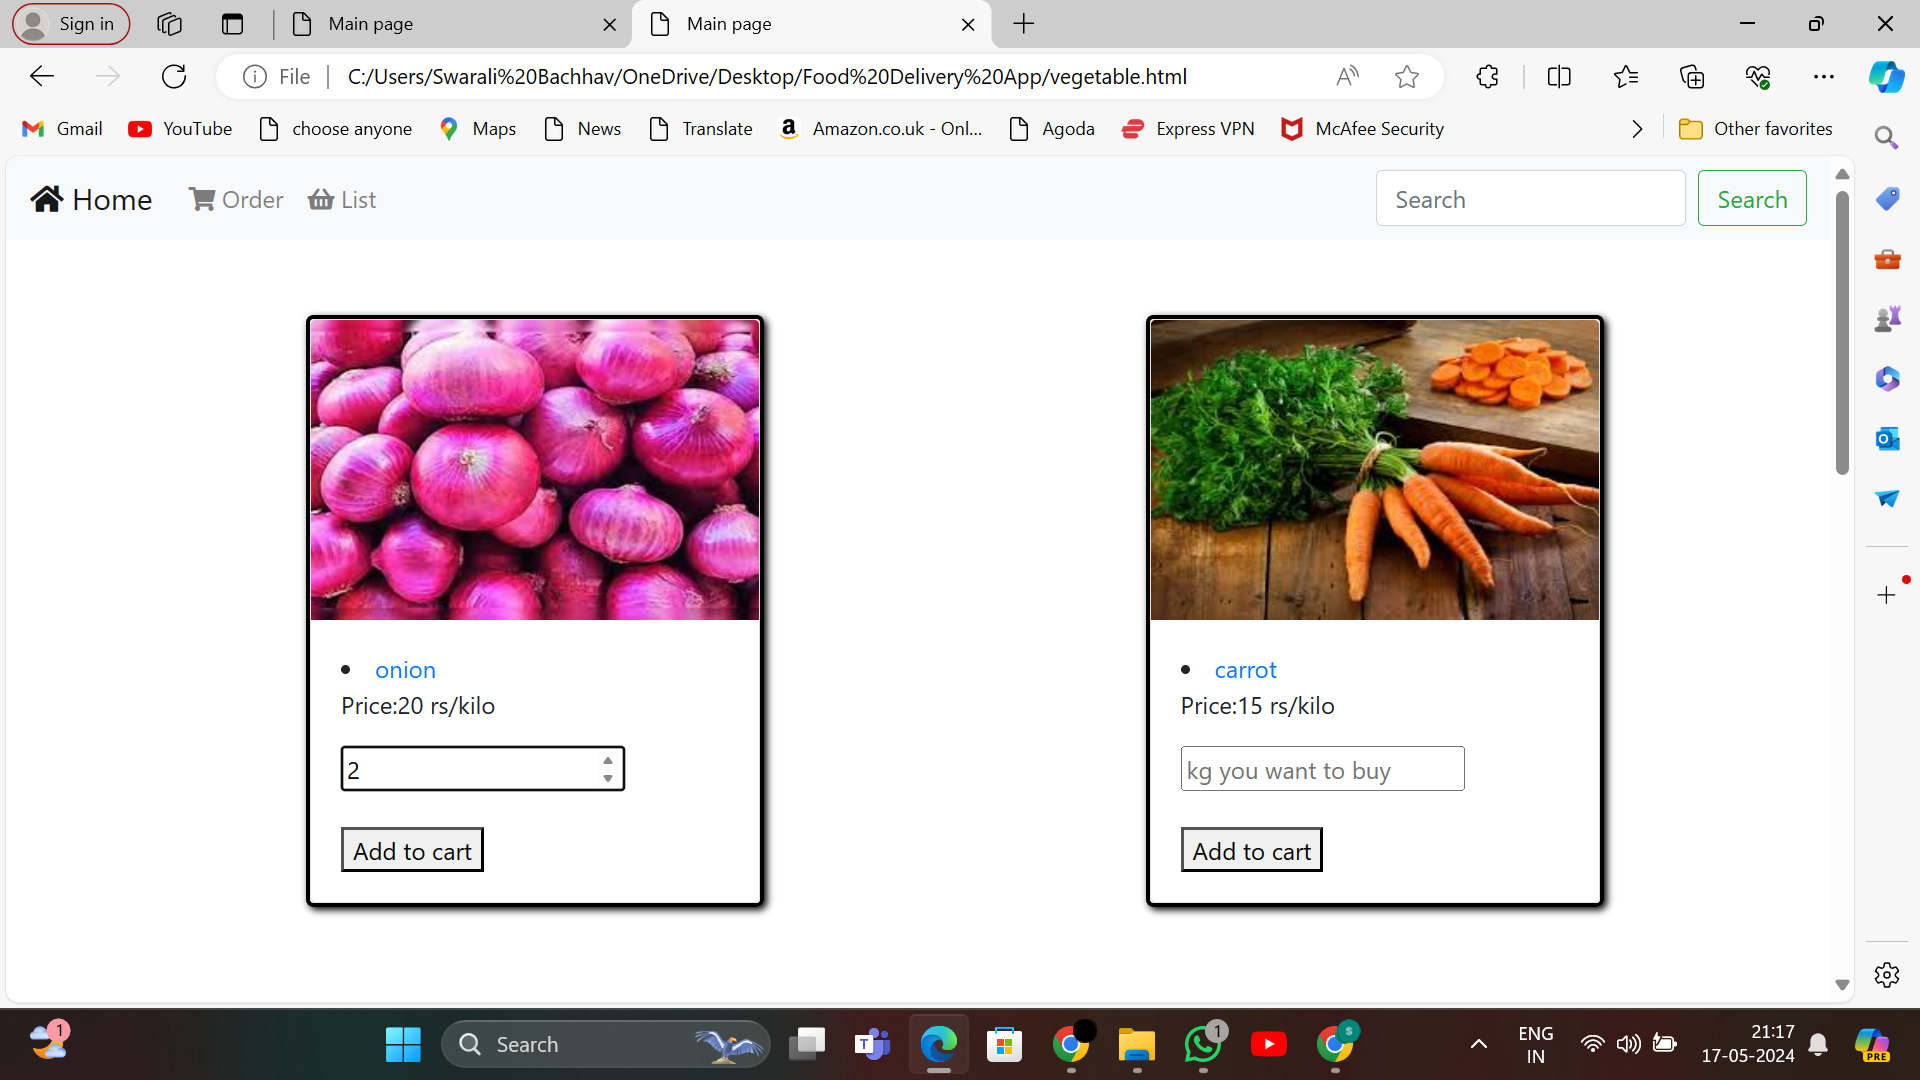 Sign in
Main page
Main page
File
C:/Users/Swarali%20Bachhav/OneDrive/Desktop/Food%20Delivery%20App/vegetable.html
Gmail
YouTube
choose anyone
Maps
News
Translate
Amazon.co.uk - Onl...
Agoda
Express VPN
McAfee Security
Other favorites
Home
Order
List
Search
Search
onion
carrot
Price:20 rs/kilo
Price:15 rs/kilo
2
kg you want to buy
Add to cart
Add to cart
1
Search
1
ENG
IN
21:17
17-05-2024
PRE